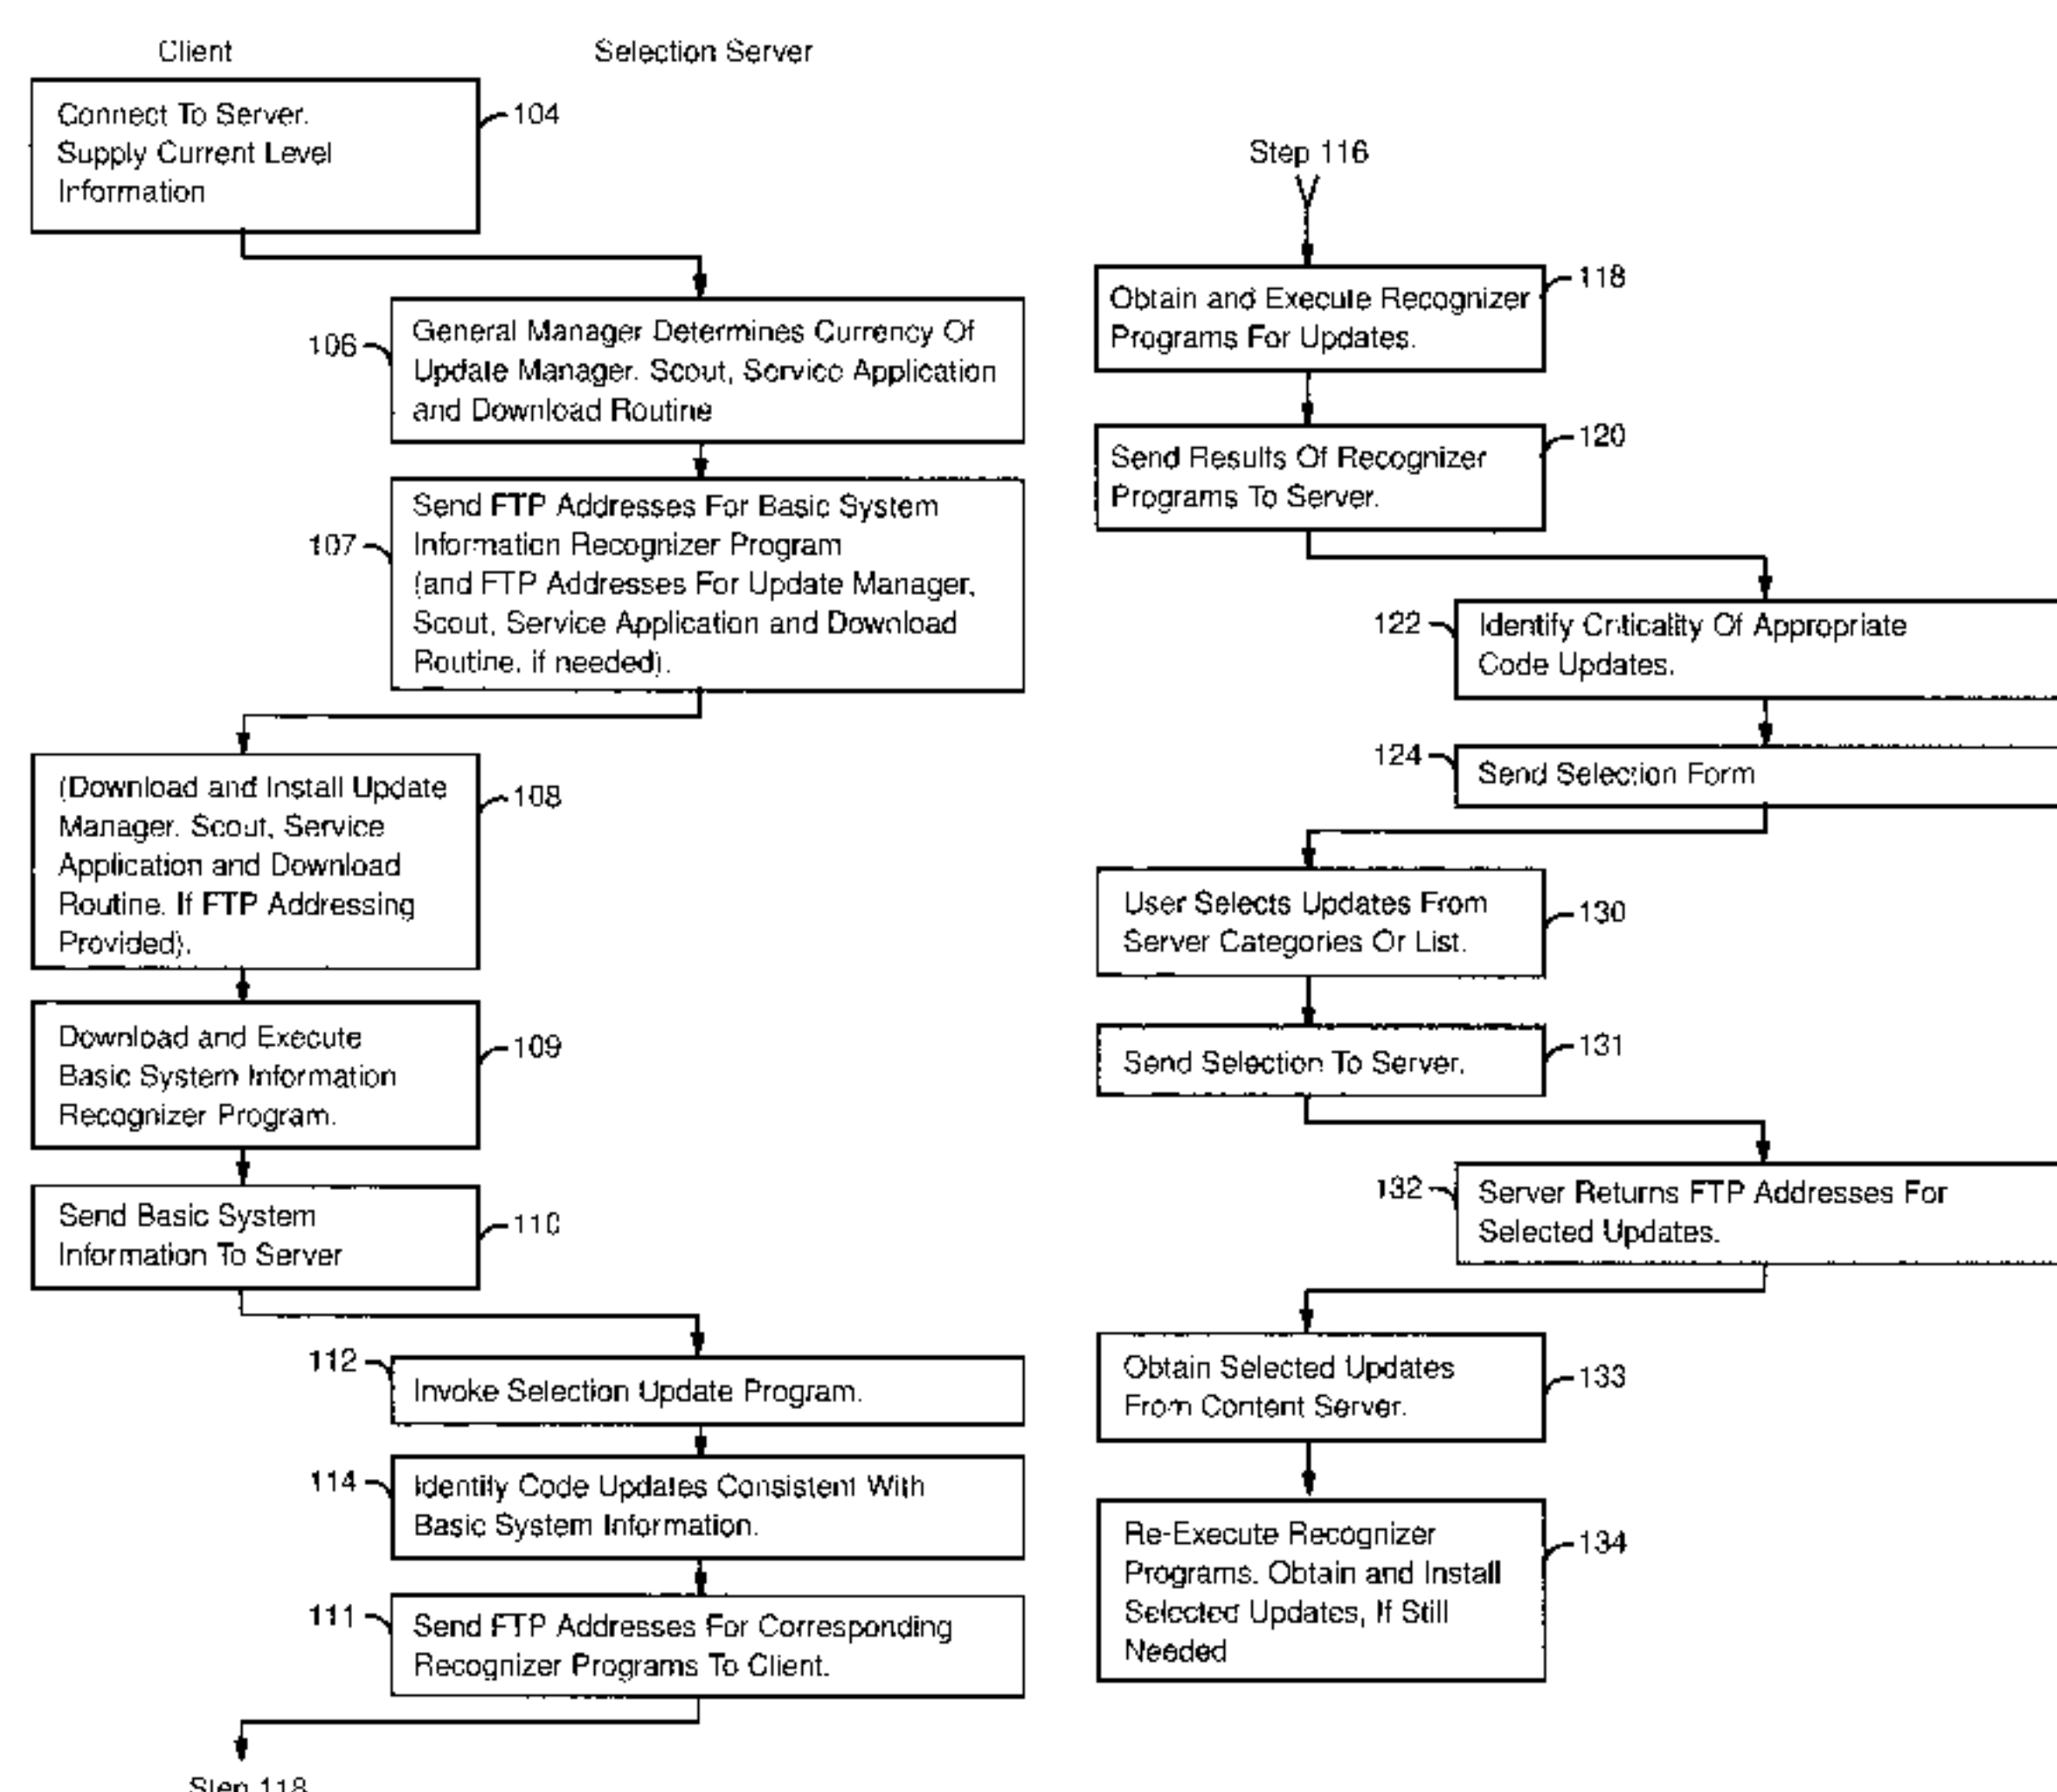 Client
Selection Server
Connect To Server.
Supply Current Level
Information
104
106
General Manager Determines Currency Of
Update Manager. Scout, Service Application
and Download Routine
107
Send FTP Addresses For Basic System
Information Recognizer Program
(and FTP Addresses For Update Manager,
Scout, Service Application and Download
Routine, if needed).
(Download and Install Update
Manager. Scout, Service
Application and Download
Routine. If FTP Addressing
Provided).
108
Download and Execute
Basic System Information
Recognizer Program.
109
Send Basic System
Information To Server
110
112
Invoke Selection Update Program.
114
Identify Code Updates Consistent With
Basic System Information.
111
Send FTP Addresses For Corresponding
Recognizer Programs To Client.
Step 118
Step 116
Obtain and Execute Recognizer
Programs For Updates.
118
Send Results Of Recognizer
Programs To Server.
120
122
Identify Criticality Of Appropriate
Code Updates.
124
Send Selection Form
User Selects Updates From
Server Categories Or List.
130
Send Selection To Server.
131
132
Server Returns FTP Addresses For
Selected Updates.
Obtain Selected Updates
From Content Server.
133
Re-Execute Recognizer
Programs. Obtain and Install
Selected Updates, If Still
Needed
134